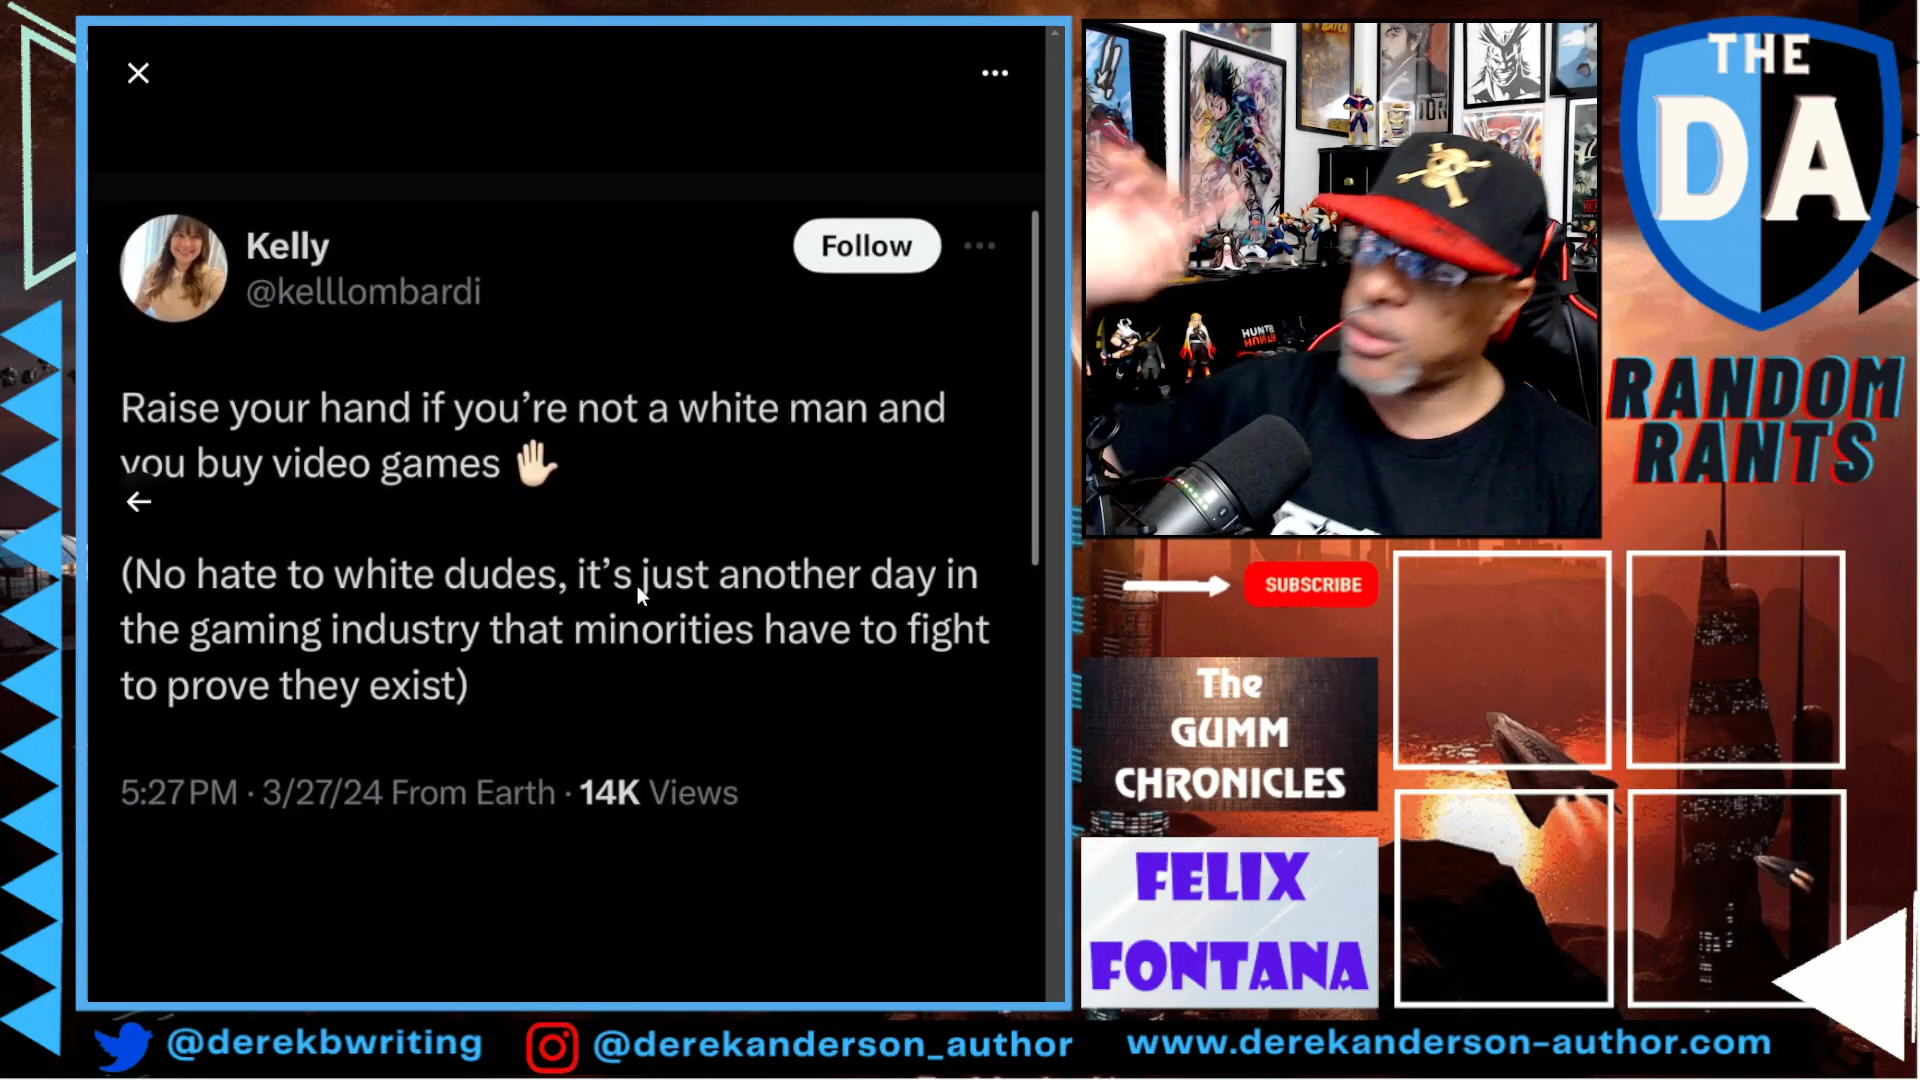 Kelly
@kelllombardi
Follow
Raise your hand if you’re not a white man and
you buy video games 🤚🏻
(No hate to white dudes, it’s just another day in
the gaming industry that minorities have to fight
to prove they exist)
5:27 PM · 3/27/24 From Earth · 14K Views
HUNTER
HUNTER
THE
DA
RANDOM
RANTS
SUBSCRIBE
The
GUMM
CHRONICLES
FELIX
FONTANA
@derekbwriting
@derekanderson_author
www.derekanderson-author.com